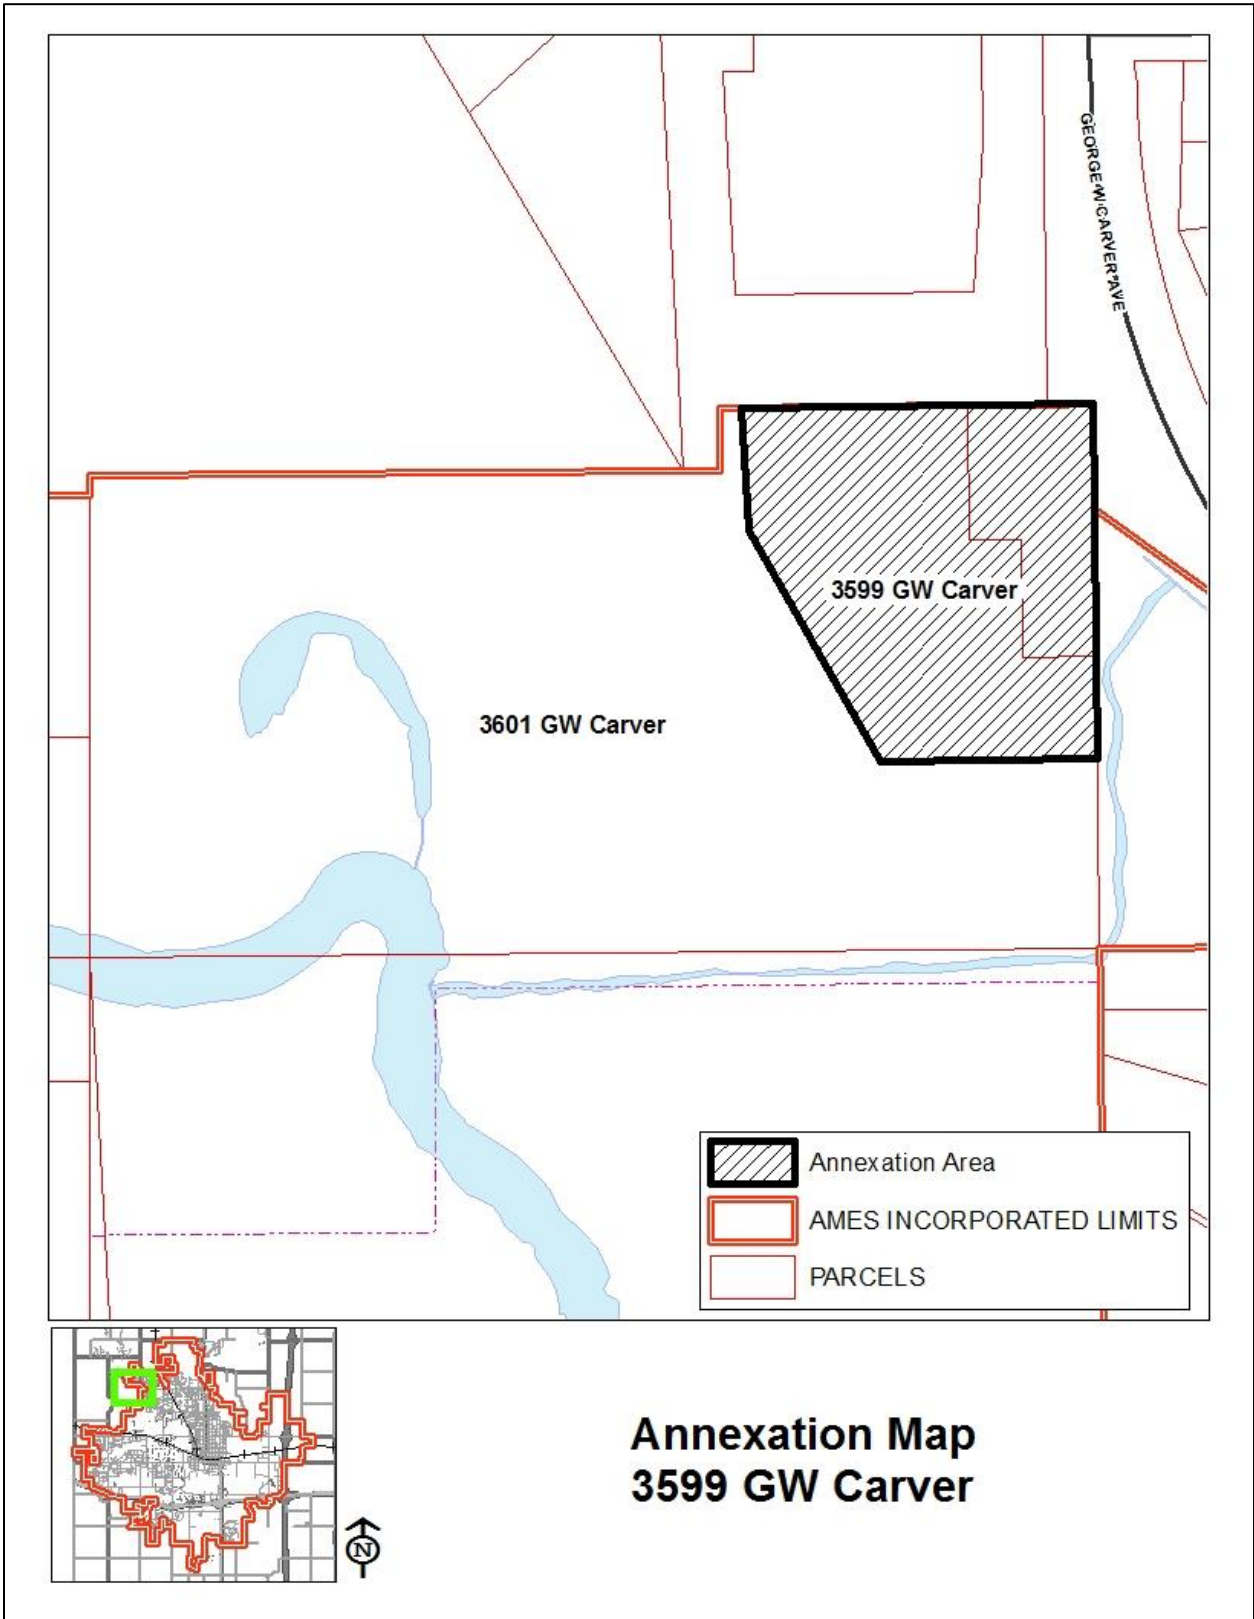 GEORGE W CARVER AVE
3599 GW Carver
3601 GW Carver
Annexation Area
AMES INCORPORATED LIMITS
PARCELS
Annexation Map
3599 GW Carver
N